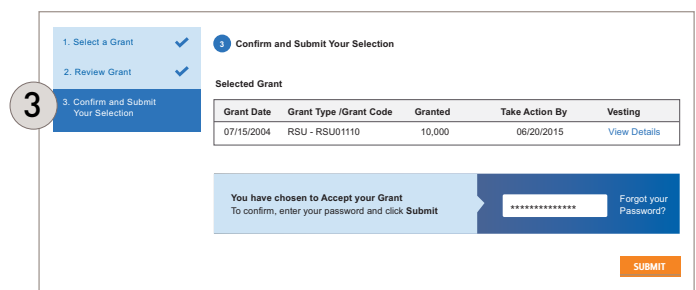 1. Select a Grant
2. Review Grant
3
3. Confirm and Submit
Your Selection
3 Confirm and Submit Your Selection
Selected Grant
Grant Date Grant Type /Grant Code Granted Take Action By Vesting
07/15/2004 RSU - RSU01110 10,000 06/20/2015 View Details
You have chosen to Accept your Grant
To confirm, enter your password and click Submit
**************
Forgot your
Password?
SUBMIT